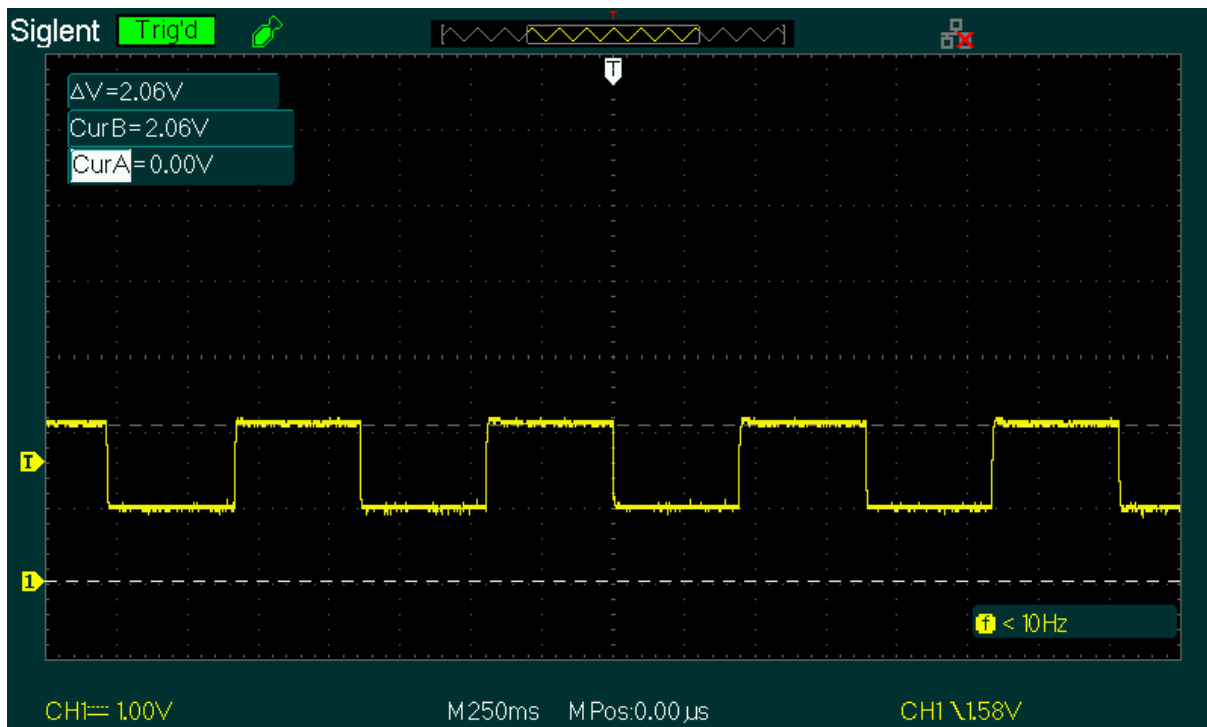 Siglent Trig'd
T
T
ΔV=2.06V
CurB=2.06V
CurA=0.00V
T
1
f < 10Hz
CH1 1.00V M 250ms M Pos:0.00µs CH1 \1.58V